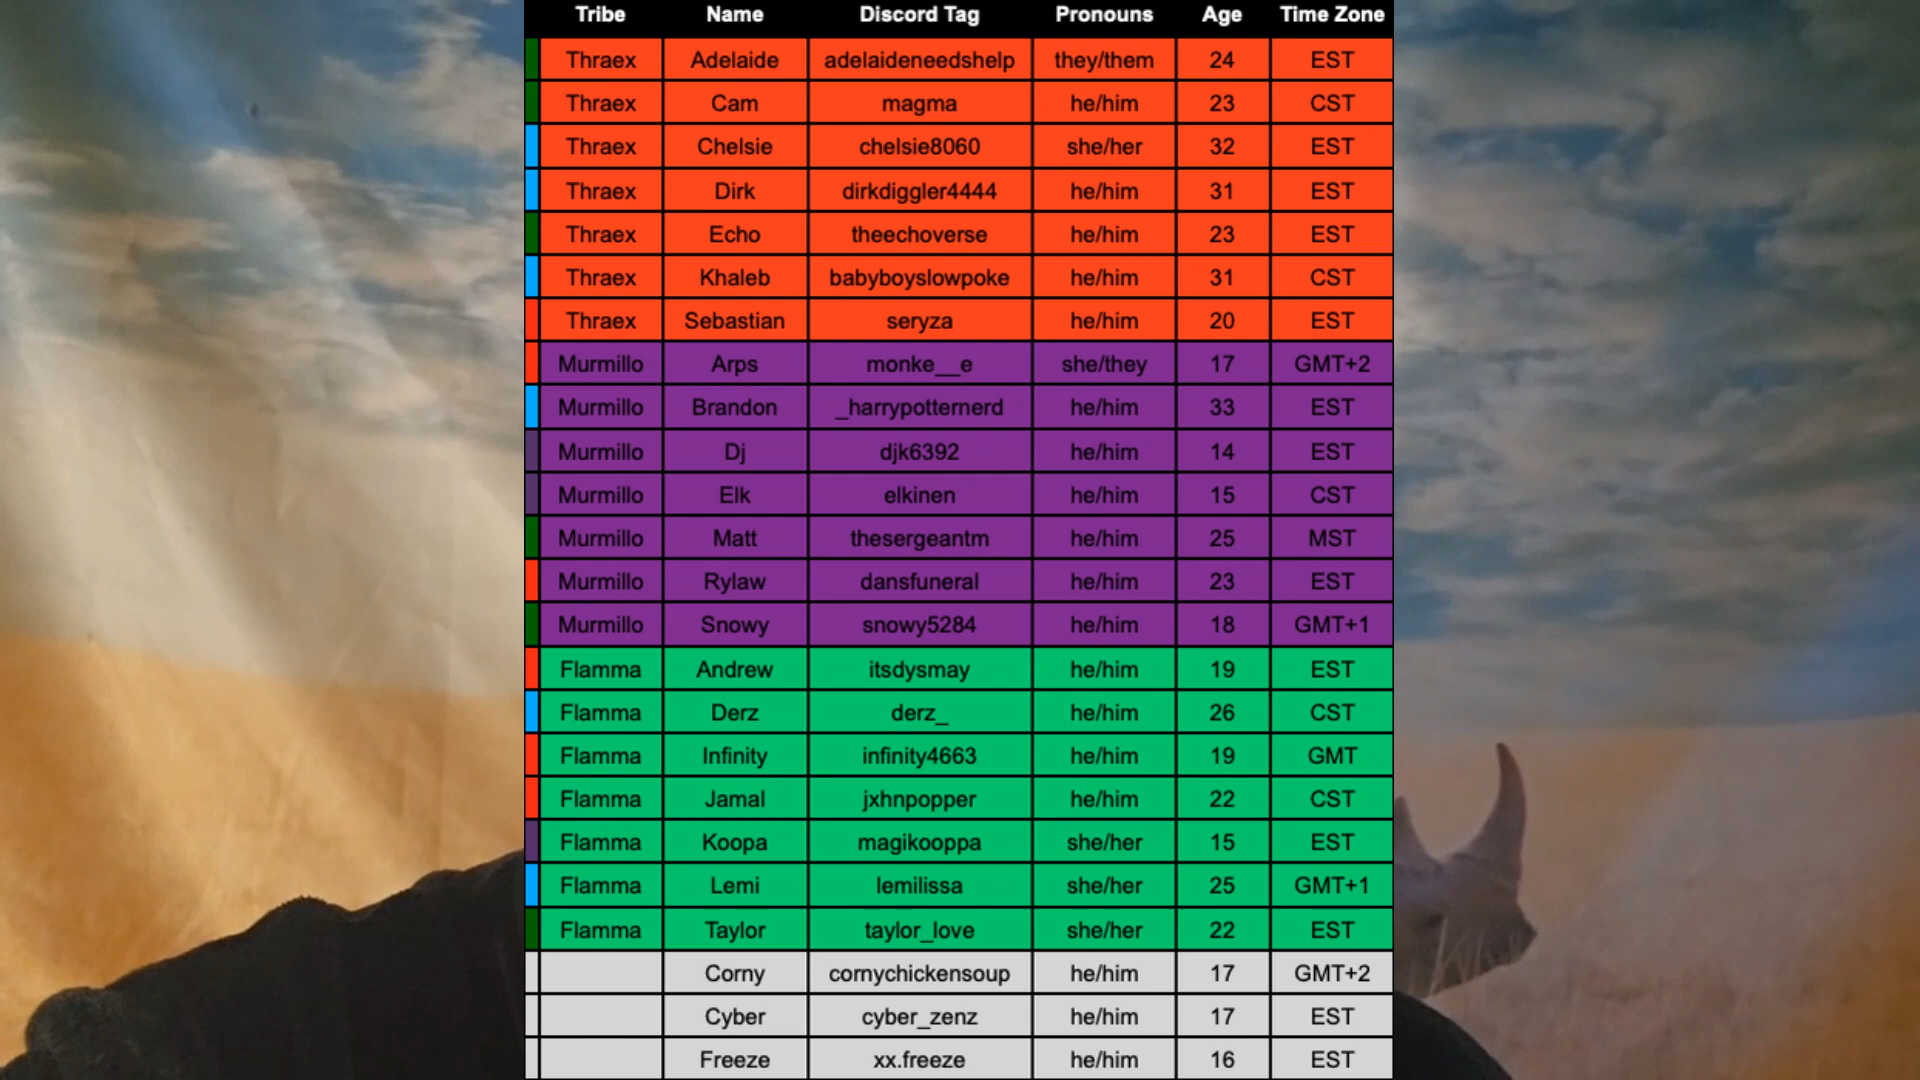 Tribe Name Discord Tag Pronouns Age Time Zone
Thraex Adelaide adelaideneedshelp they/them 24 EST
Thraex Cam magma he/him 23 CST
Thraex Chelsie chelsie8060 she/her 32 EST
Thraex Dirk dirkdiggler4444 he/him 31 EST
Thraex Echo theechoverse he/him 23 EST
Thraex Khaleb babyboyslowpoke he/him 31 CST
Thraex Sebastian seryza he/him 20 EST
Murmillo Arps monke__e she/they 17 GMT+2
Murmillo Brandon _harrypotternerd he/him 33 EST
Murmillo Dj djk6392 he/him 14 EST
Murmillo Elk elkinen he/him 15 CST
Murmillo Matt thesergeantm he/him 25 MST
Murmillo Rylaw dansfuneral he/him 23 EST
Murmillo Snowy snowy5284 he/him 18 GMT+1
Flamma Andrew itsdysmay he/him 19 EST
Flamma Derz derz_ he/him 26 CST
Flamma Infinity infinity4663 he/him 19 GMT
Flamma Jamal jxhnpopper he/him 22 CST
Flamma Koopa magikooppa she/her 15 EST
Flamma Lemi lemilissa she/her 25 GMT+1
Flamma Taylor taylor_love she/her 22 EST
Corny cornychickensoup he/him 17 GMT+2
Cyber cyber_zenz he/him 17 EST
Freeze xx.freeze he/him 16 EST